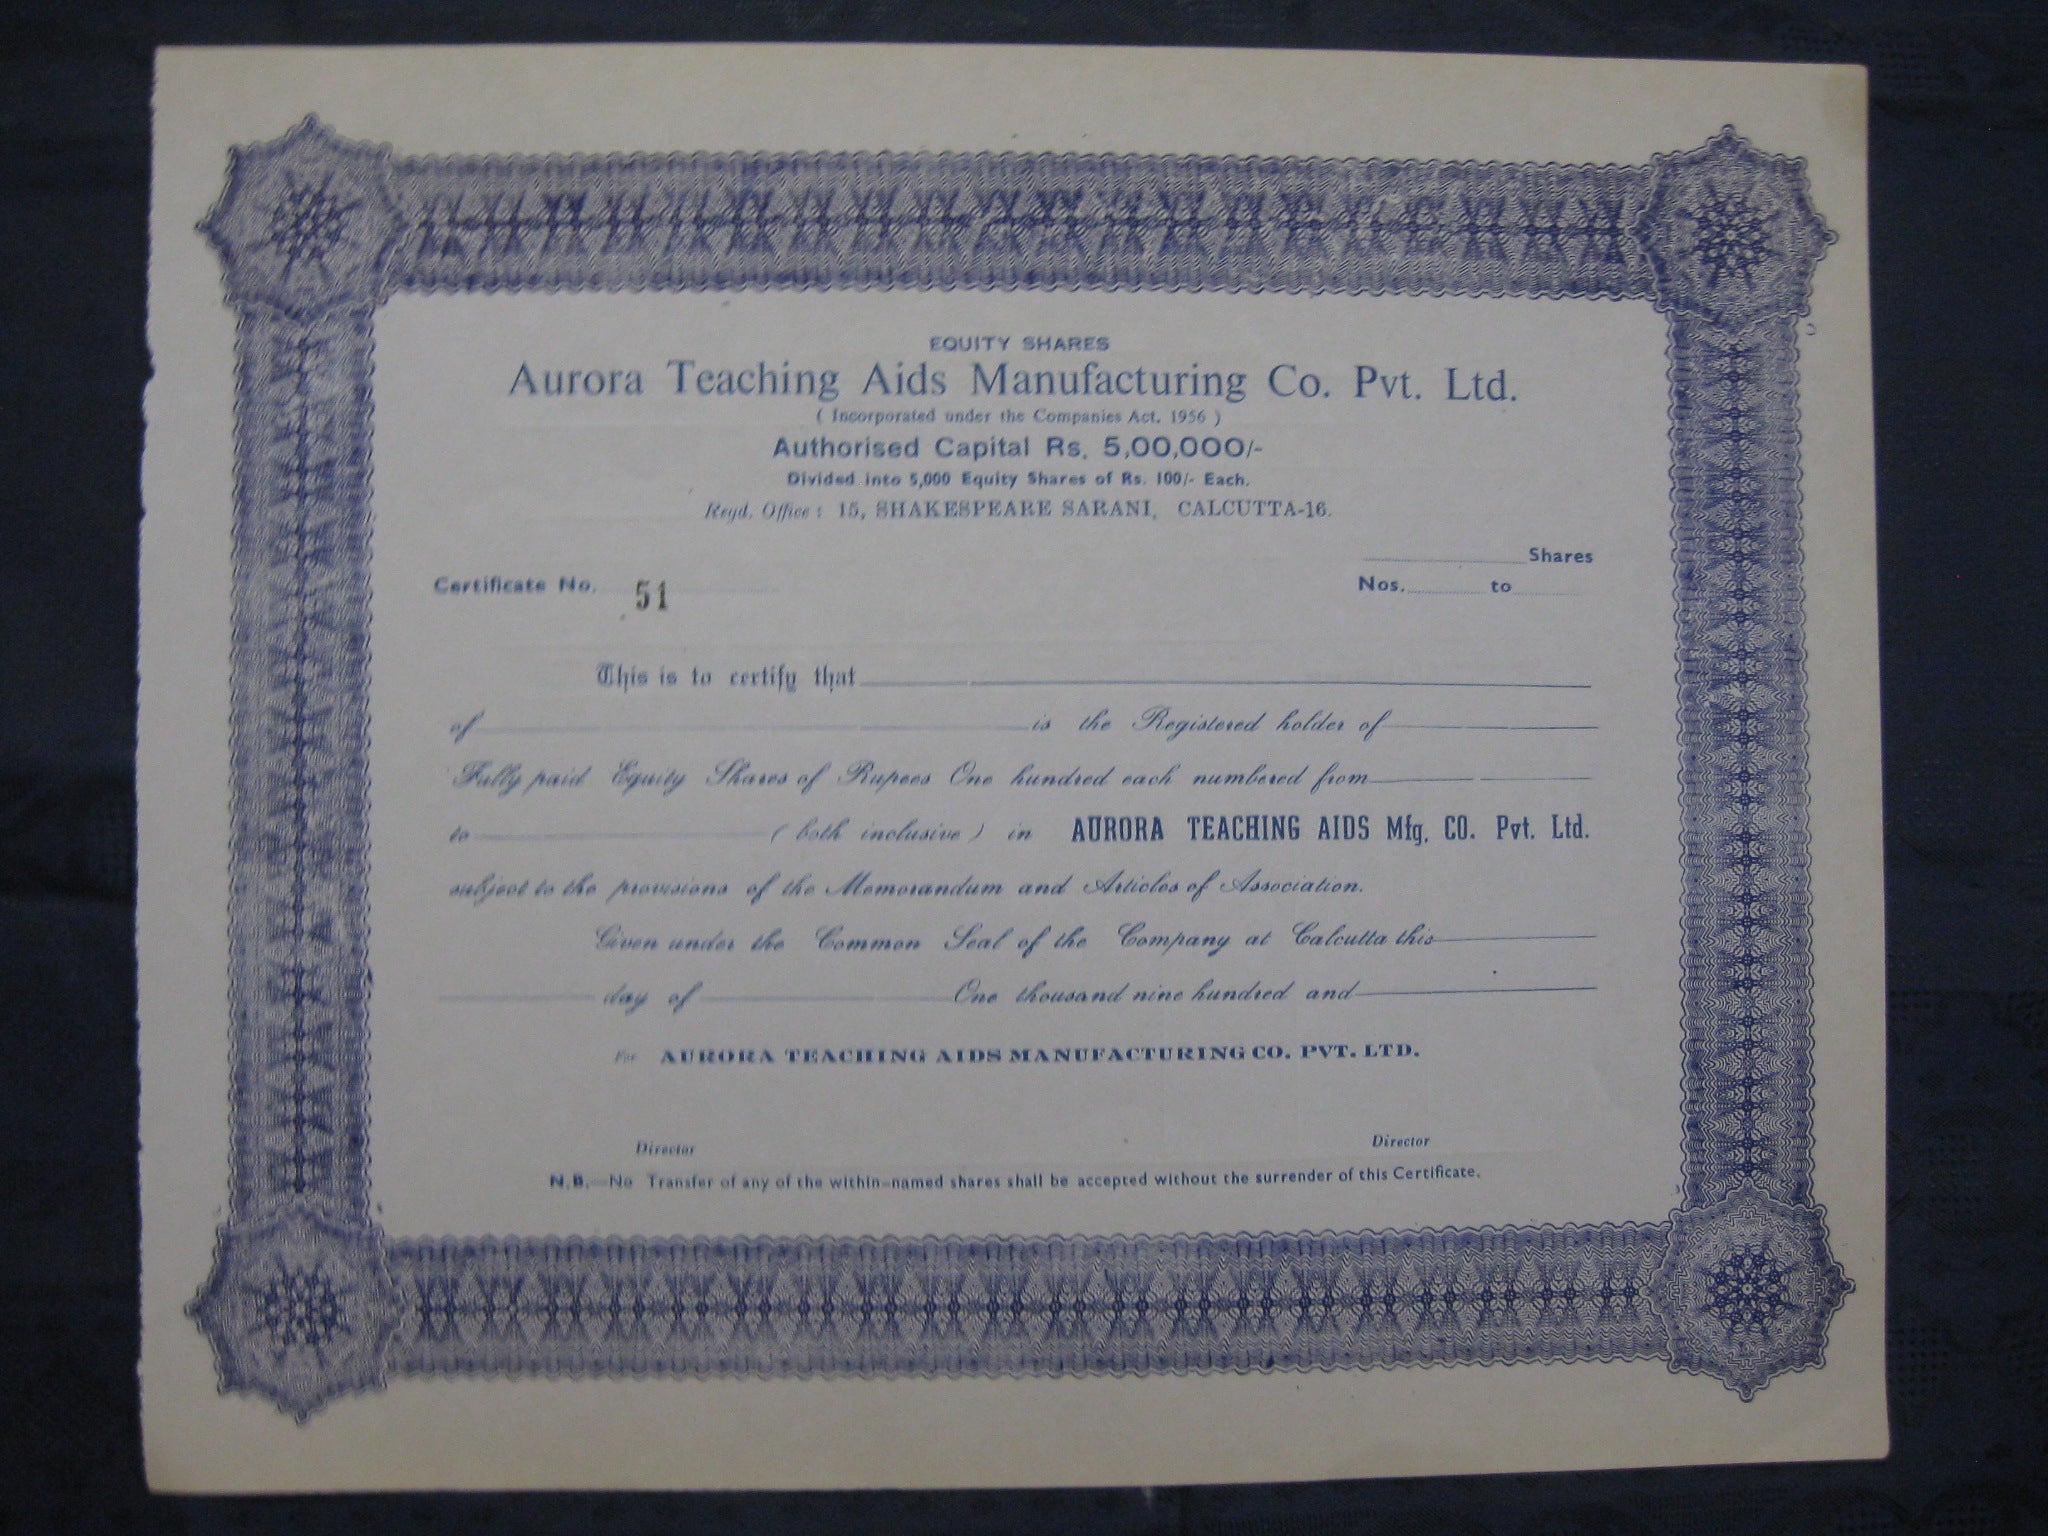 EQUITY SHARES
Aurora Teaching Aids Manufacturing Co. Pvt. Ltd.
( Incorporated under the Companies Act, 1956 )
Authorised Capital Rs. 5,00,000/-
Divided into 5,000 Equity Shares of Rs. 100/- Each.
Regd. Office : 15, SHAKESPEARE SARANI, CALCUTTA-16.
Shares
Certificate No. 51 Nos. to
This is to certify that
of is the Registered holder of
Fully paid Equity Shares of Rupees One hundred each numbered from
to ( both inclusive ) in AURORA TEACHING AIDS Mfg. CO. Pvt. Ltd.
subject to the provisions of the Memorandum and Articles of Association.
Given under the Common Seal of the Company at Calcutta this
day of One thousand nine hundred and
For AURORA TEACHING AIDS MANUFACTURING CO. PVT. LTD.
Director Director
N.B.—No Transfer of any of the within-named shares shall be accepted without the surrender of this Certificate.